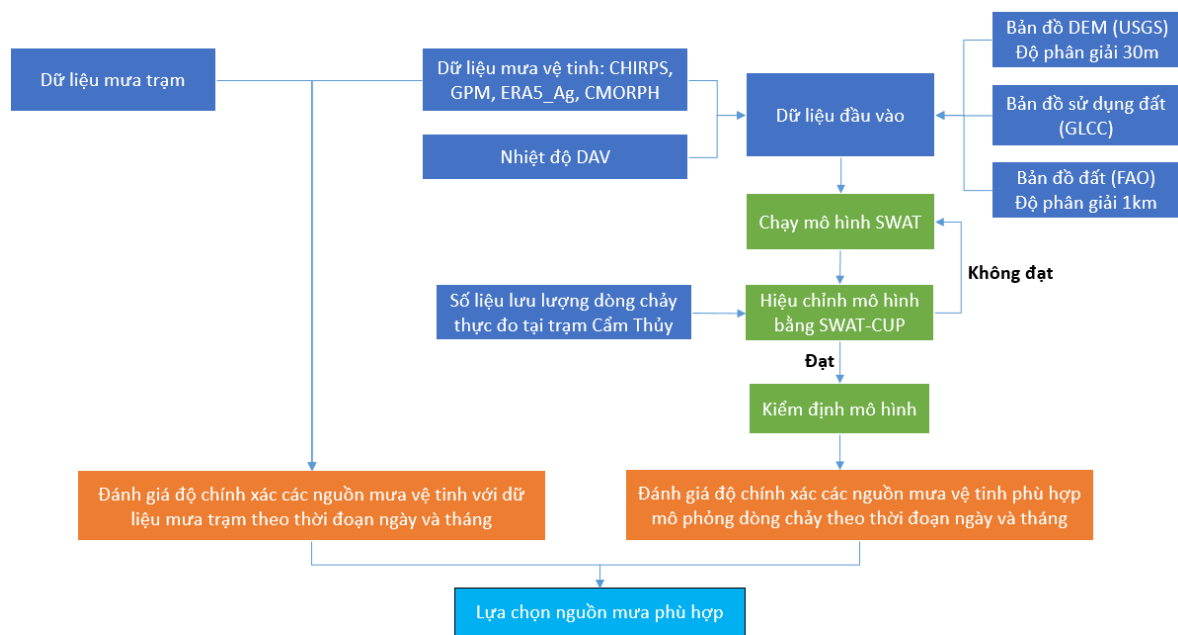 Dữ liệu mưa trạm
Dữ liệu mưa vệ tinh: CHIRPS,
GPM, ERA5_Ag, CMORPH
Nhiệt độ DAV
Dữ liệu đầu vào
Bản đồ DEM (USGS)
Độ phân giải 30m
Bản đồ sử dụng đất
(GLCC)
Bản đồ đất (FAO)
Độ phân giải 1km
Chạy mô hình SWAT
Không đạt
Số liệu lưu lượng dòng chảy
thực đo tại trạm Cẩm Thủy
Hiệu chỉnh mô hình
bằng SWAT-CUP
Đạt
Kiểm định mô hình
Đánh giá độ chính xác các nguồn mưa vệ tinh với dữ
liệu mưa trạm theo thời đoạn ngày và tháng
Đánh giá độ chính xác các nguồn mưa vệ tinh phù hợp
mô phỏng dòng chảy theo thời đoạn ngày và tháng
Lựa chọn nguồn mưa phù hợp